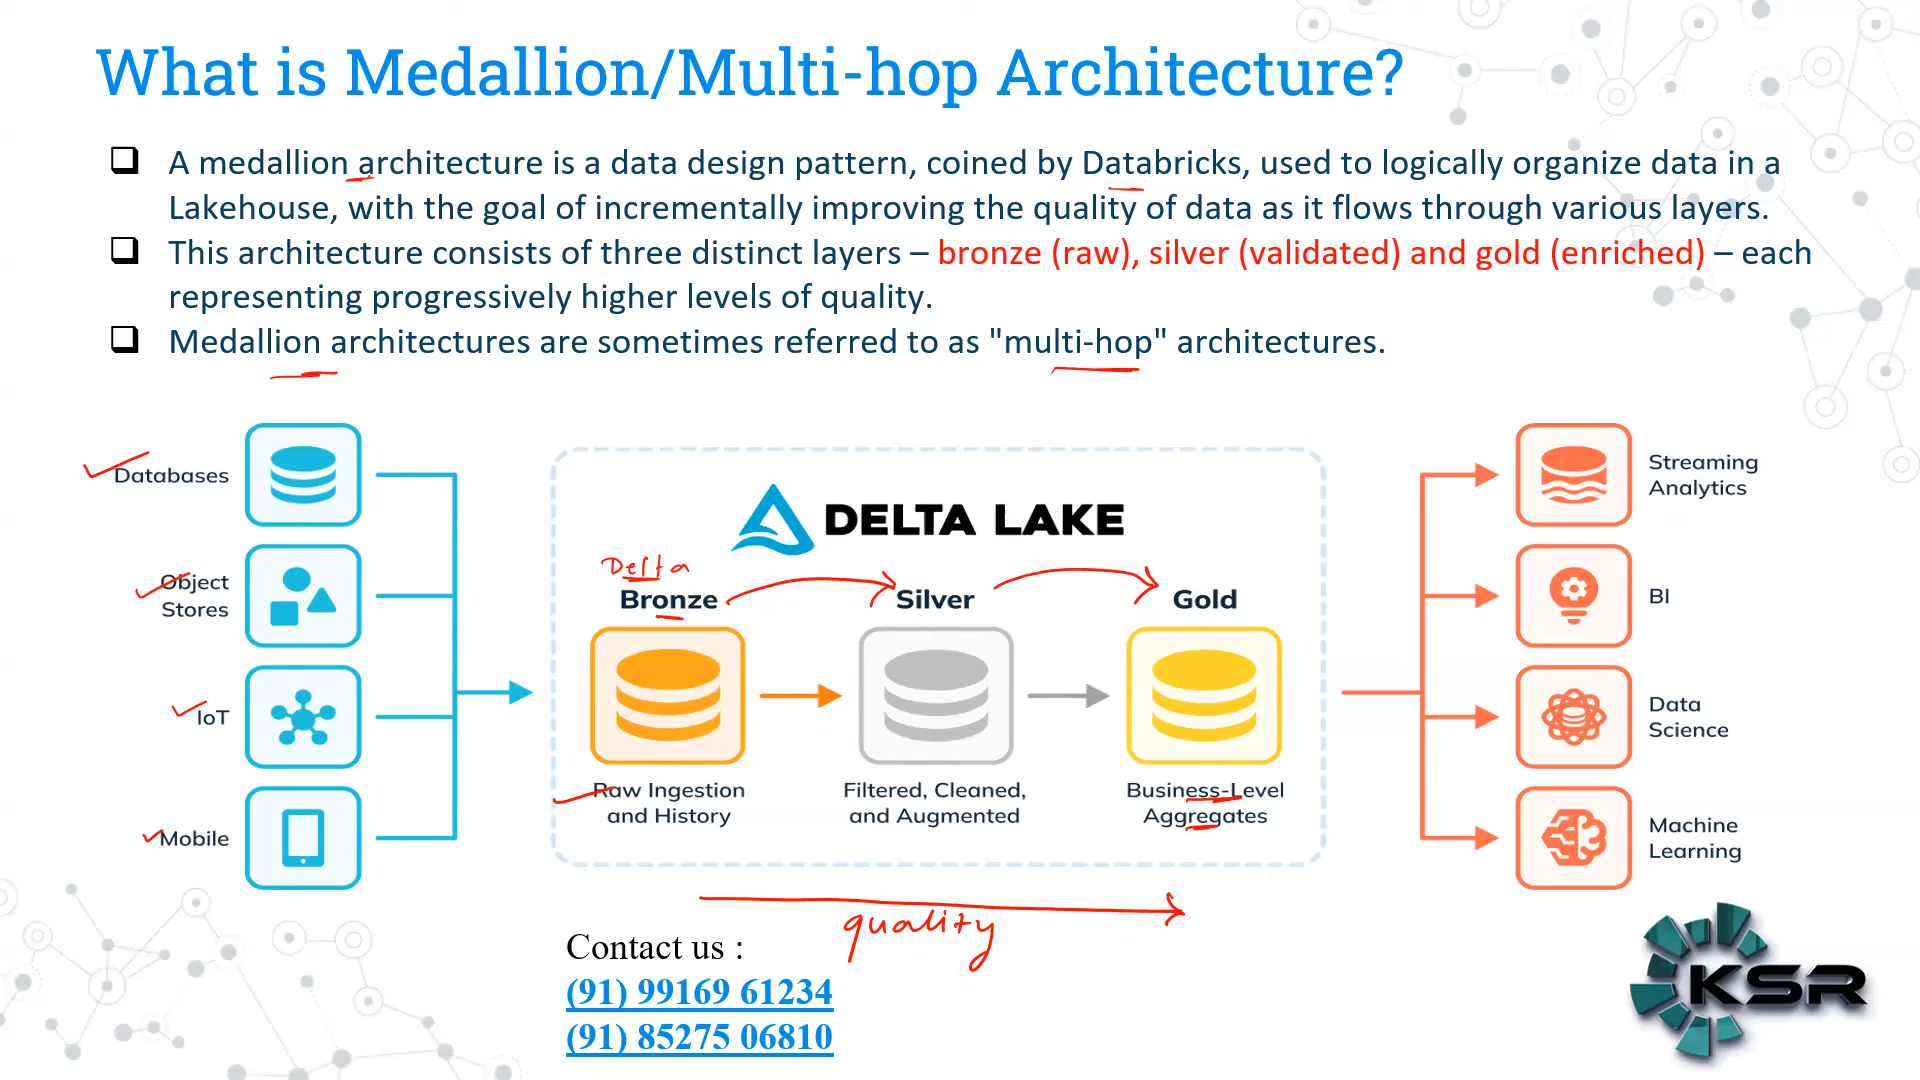 What is Medallion/Multi-hop Architecture?
A medallion architecture is a data design pattern, coined by Databricks, used to logically organize data in a
Lakehouse, with the goal of incrementally improving the quality of data as it flows through various layers.
This architecture consists of three distinct layers – bronze (raw), silver (validated) and gold (enriched) – each
representing progressively higher levels of quality.
Medallion architectures are sometimes referred to as "multi-hop" architectures.
Databases
Object
Stores
IoT
Mobile
DELTA LAKE
Delta
Bronze
Silver
Gold
Raw Ingestion
and History
Filtered, Cleaned,
and Augmented
Business-Level
Aggregates
Streaming
Analytics
BI
Data
Science
Machine
Learning
quality
Contact us :
(91) 99169 61234
(91) 85275 06810
KSR